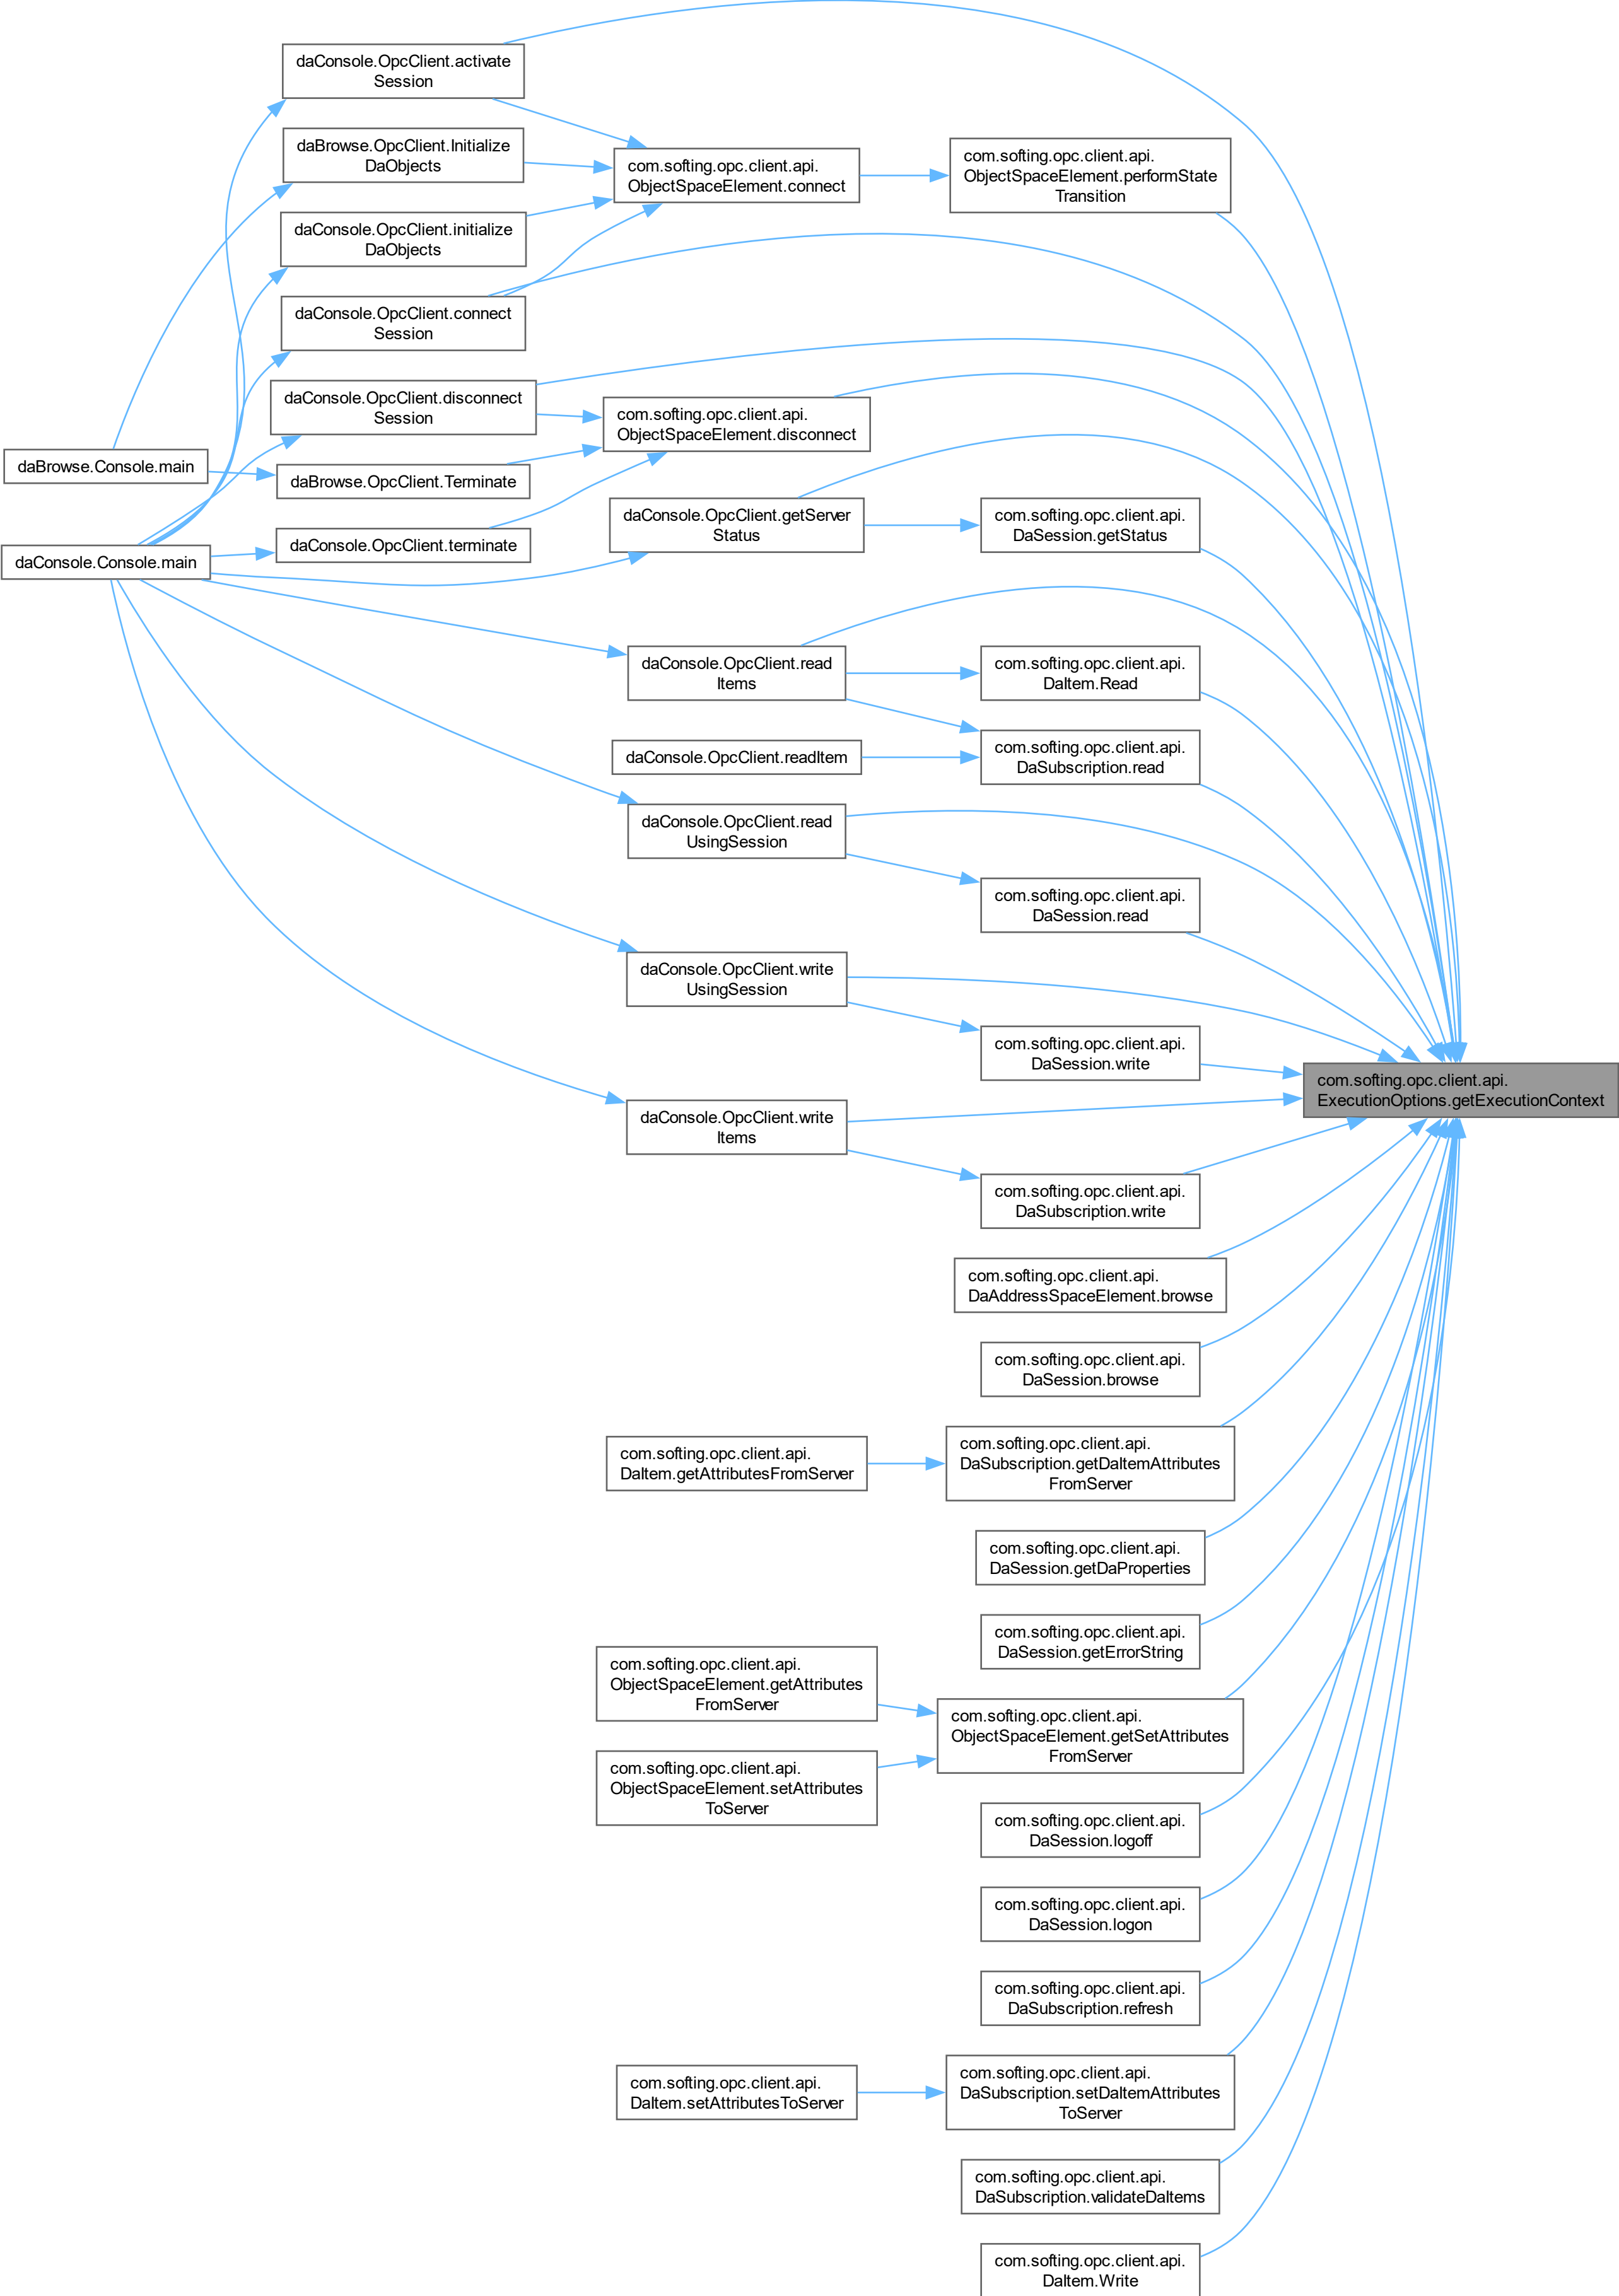 daConsole.OpcClient.activate
Session
daBrowse.OpcClient.Initialize
DaObjects
com.softing.opc.client.api.
ObjectSpaceElement.connect
com.softing.opc.client.api.
ObjectSpaceElement.performState
Transition
daConsole.OpcClient.initialize
DaObjects
daConsole.OpcClient.connect
Session
daConsole.OpcClient.disconnect
Session
com.softing.opc.client.api.
ObjectSpaceElement.disconnect
daBrowse.Console.main
daBrowse.OpcClient.Terminate
daConsole.OpcClient.getServer
Status
com.softing.opc.client.api.
DaSession.getStatus
daConsole.OpcClient.terminate
daConsole.Console.main
daConsole.OpcClient.read
Items
com.softing.opc.client.api.
DaItem.Read
daConsole.OpcClient.readItem
com.softing.opc.client.api.
DaSubscription.read
daConsole.OpcClient.read
UsingSession
com.softing.opc.client.api.
DaSession.read
daConsole.OpcClient.write
UsingSession
com.softing.opc.client.api.
DaSession.write
com.softing.opc.client.api.
ExecutionOptions.getExecutionContext
daConsole.OpcClient.write
Items
com.softing.opc.client.api.
DaSubscription.write
com.softing.opc.client.api.
DaAddressSpaceElement.browse
com.softing.opc.client.api.
DaSession.browse
com.softing.opc.client.api.
DaItem.getAttributesFromServer
com.softing.opc.client.api.
DaSubscription.getDaItemAttributes
FromServer
com.softing.opc.client.api.
DaSession.getDaProperties
com.softing.opc.client.api.
DaSession.getErrorString
com.softing.opc.client.api.
ObjectSpaceElement.getAttributes
FromServer
com.softing.opc.client.api.
ObjectSpaceElement.getSetAttributes
FromServer
com.softing.opc.client.api.
ObjectSpaceElement.setAttributes
ToServer
com.softing.opc.client.api.
DaSession.logoff
com.softing.opc.client.api.
DaSession.logon
com.softing.opc.client.api.
DaSubscription.refresh
com.softing.opc.client.api.
DaItem.setAttributesToServer
com.softing.opc.client.api.
DaSubscription.setDaItemAttributes
ToServer
com.softing.opc.client.api.
DaSubscription.validateDaItems
com.softing.opc.client.api.
DaItem.Write